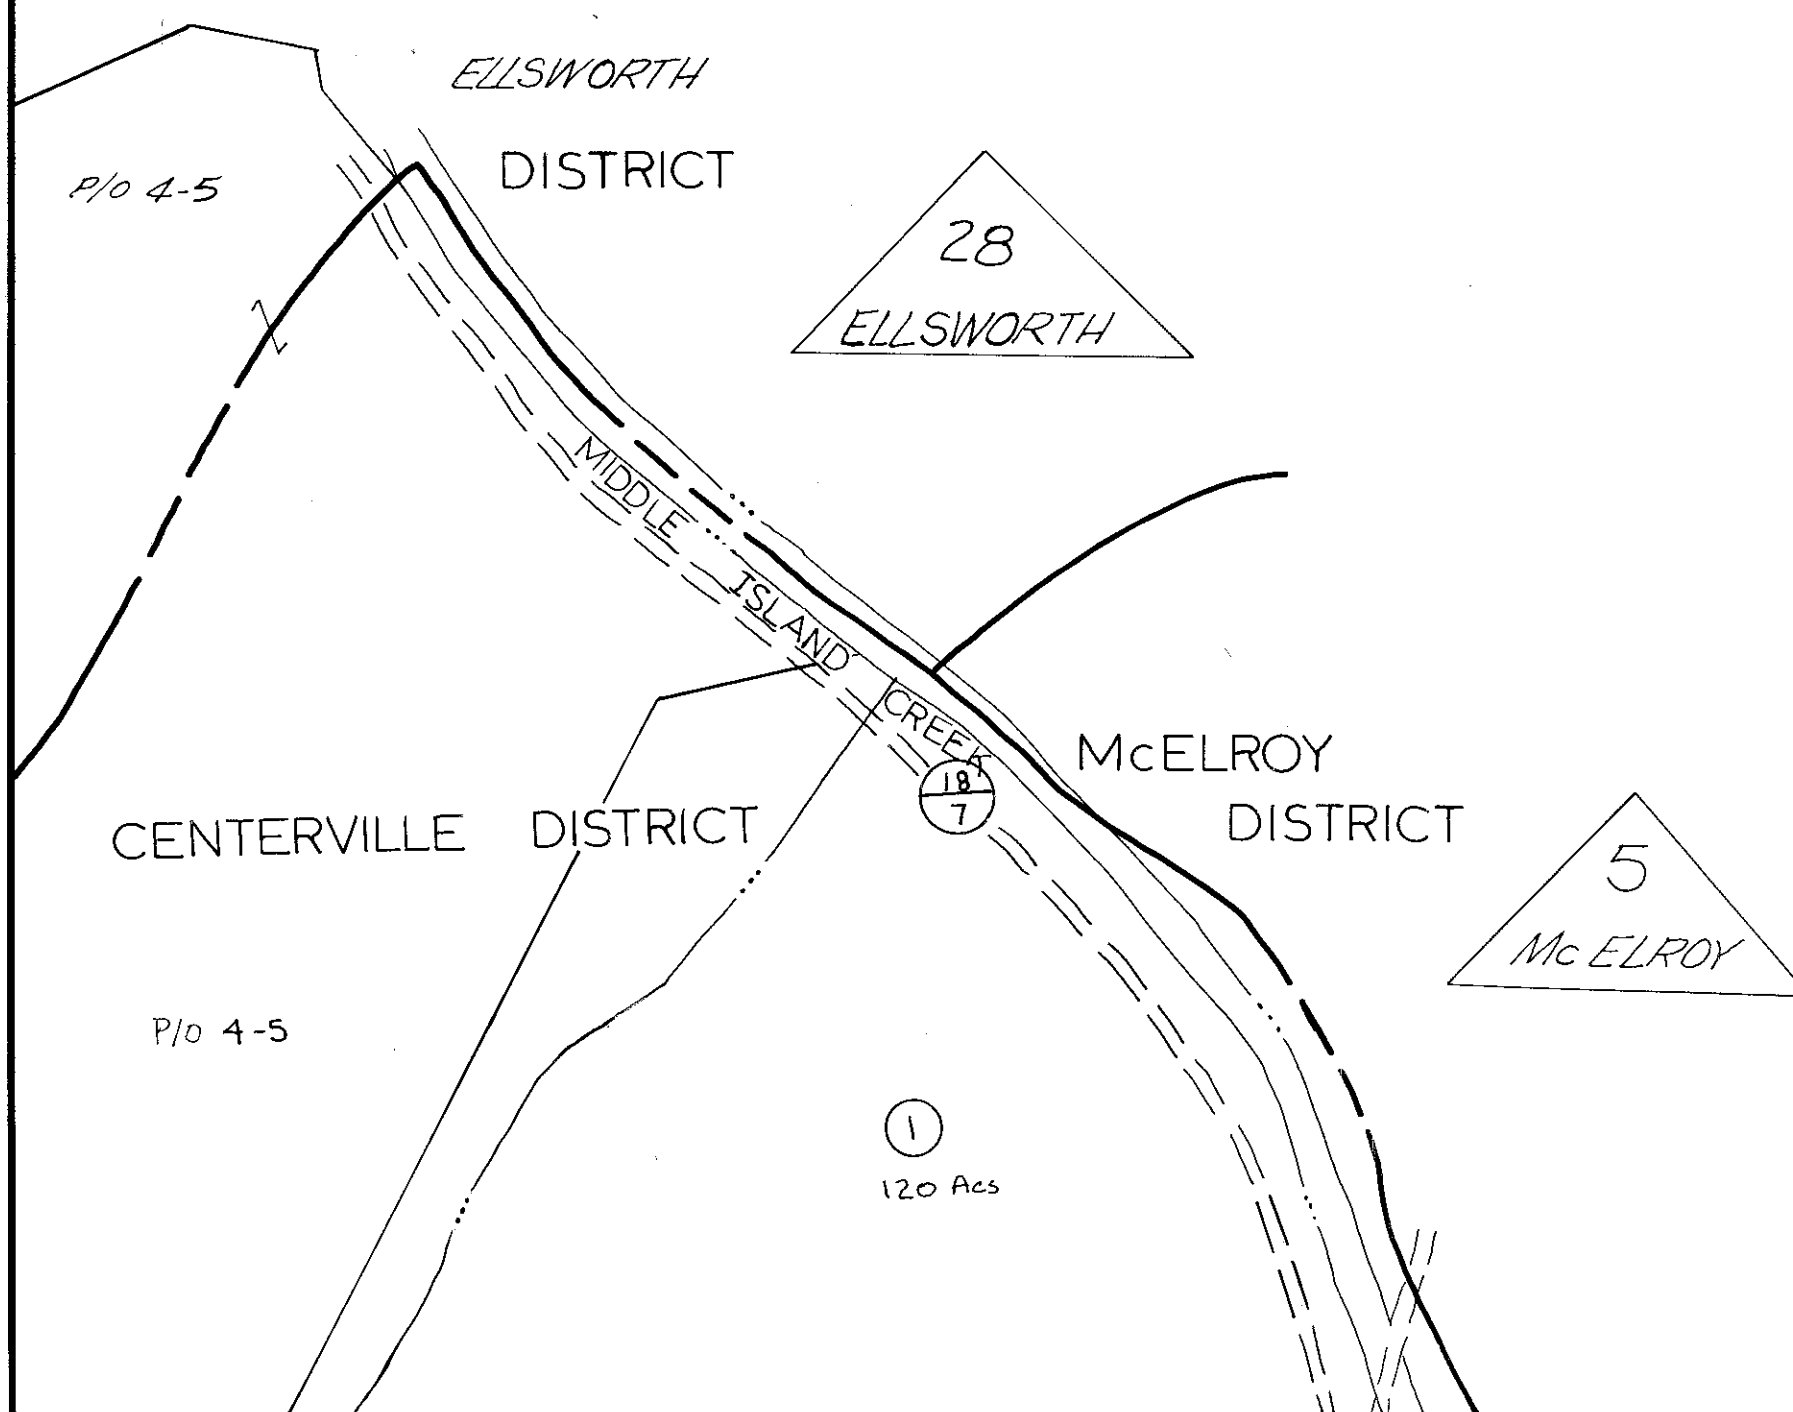 ELLSWORTH
DISTRICT
P/O 4-5
28
ELLSWORTH
MIDDLE ISLAND CREEK
18
7
McELROY
DISTRICT
CENTERVILLE DISTRICT
5
Mc ELROY
P/O 4-5
1
120 Acs